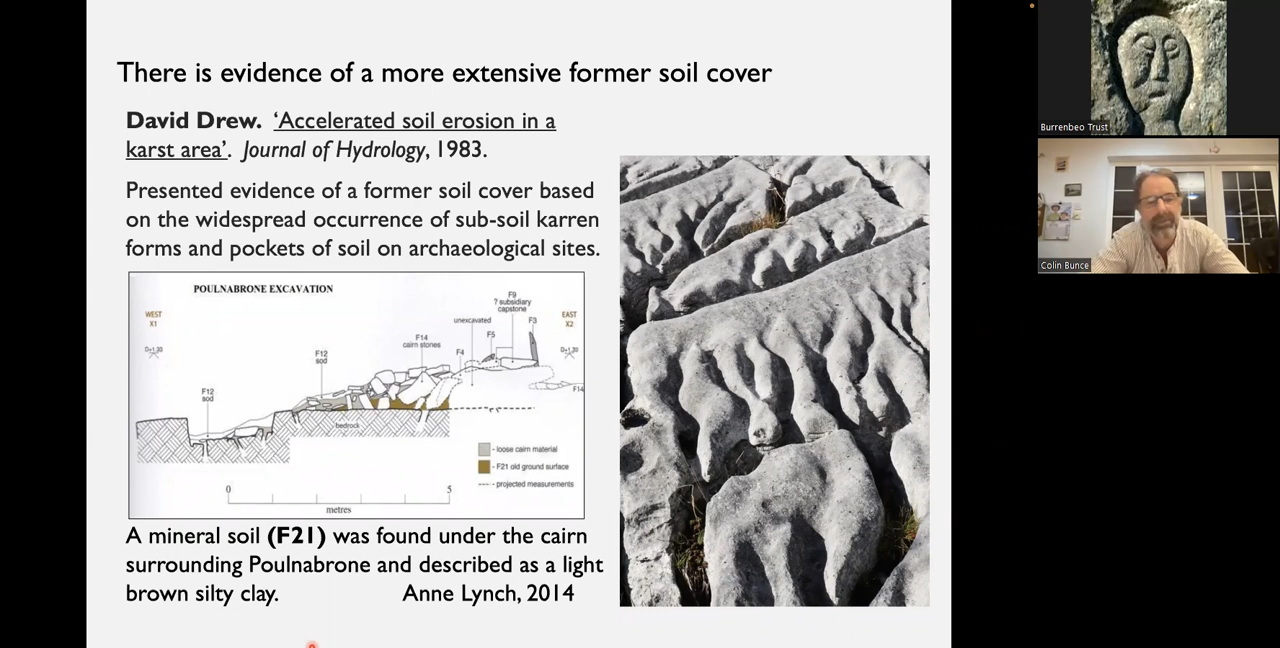 There is evidence of a more extensive former soil cover
David Drew. ‘Accelerated soil erosion in a
karst area’. Journal of Hydrology, 1983.
Presented evidence of a former soil cover based
on the widespread occurrence of sub-soil karren
forms and pockets of soil on archaeological sites.
POULNABRONE EXCAVATION
WEST
X1
D+1.30
F12
sod
F12
sod
F14
cairn stones
unexcavated
F4
F5
F9
? subsidiary
capstone
F3
EAST
X2
F14
bedrock
- loose cairn material
- F21 old ground surface
- projected measurements
0
5
metres
A mineral soil (F21) was found under the cairn
surrounding Poulnabrone and described as a light
brown silty clay. Anne Lynch, 2014
Burrenbeo Trust
Colin Bunce